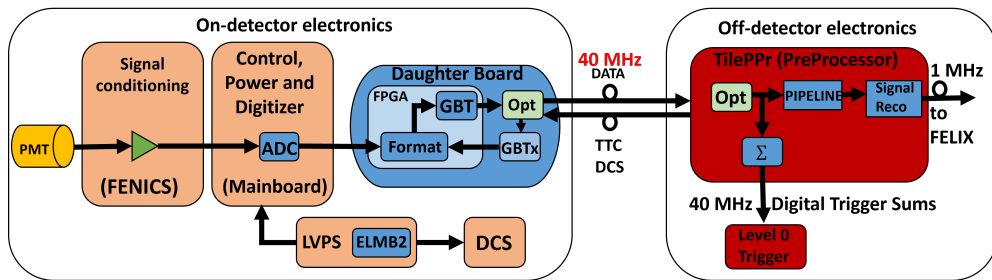 On-detector electronics
Signal
conditioning
(FENICS)
PMT
Control,
Power and
Digitizer
ADC
(Mainboard)
Daughter Board
FPGA
GBT
Opt
Format
GBTx
LVPS
ELMB2
DCS
40 MHz
DATA
TTC
DCS
Off-detector electronics
TilePPr (PreProcessor)
Opt
PIPELINE
Signal
Reco
Σ
1 MHz
to
FELIX
40 MHz Digital Trigger Sums
Level 0
Trigger